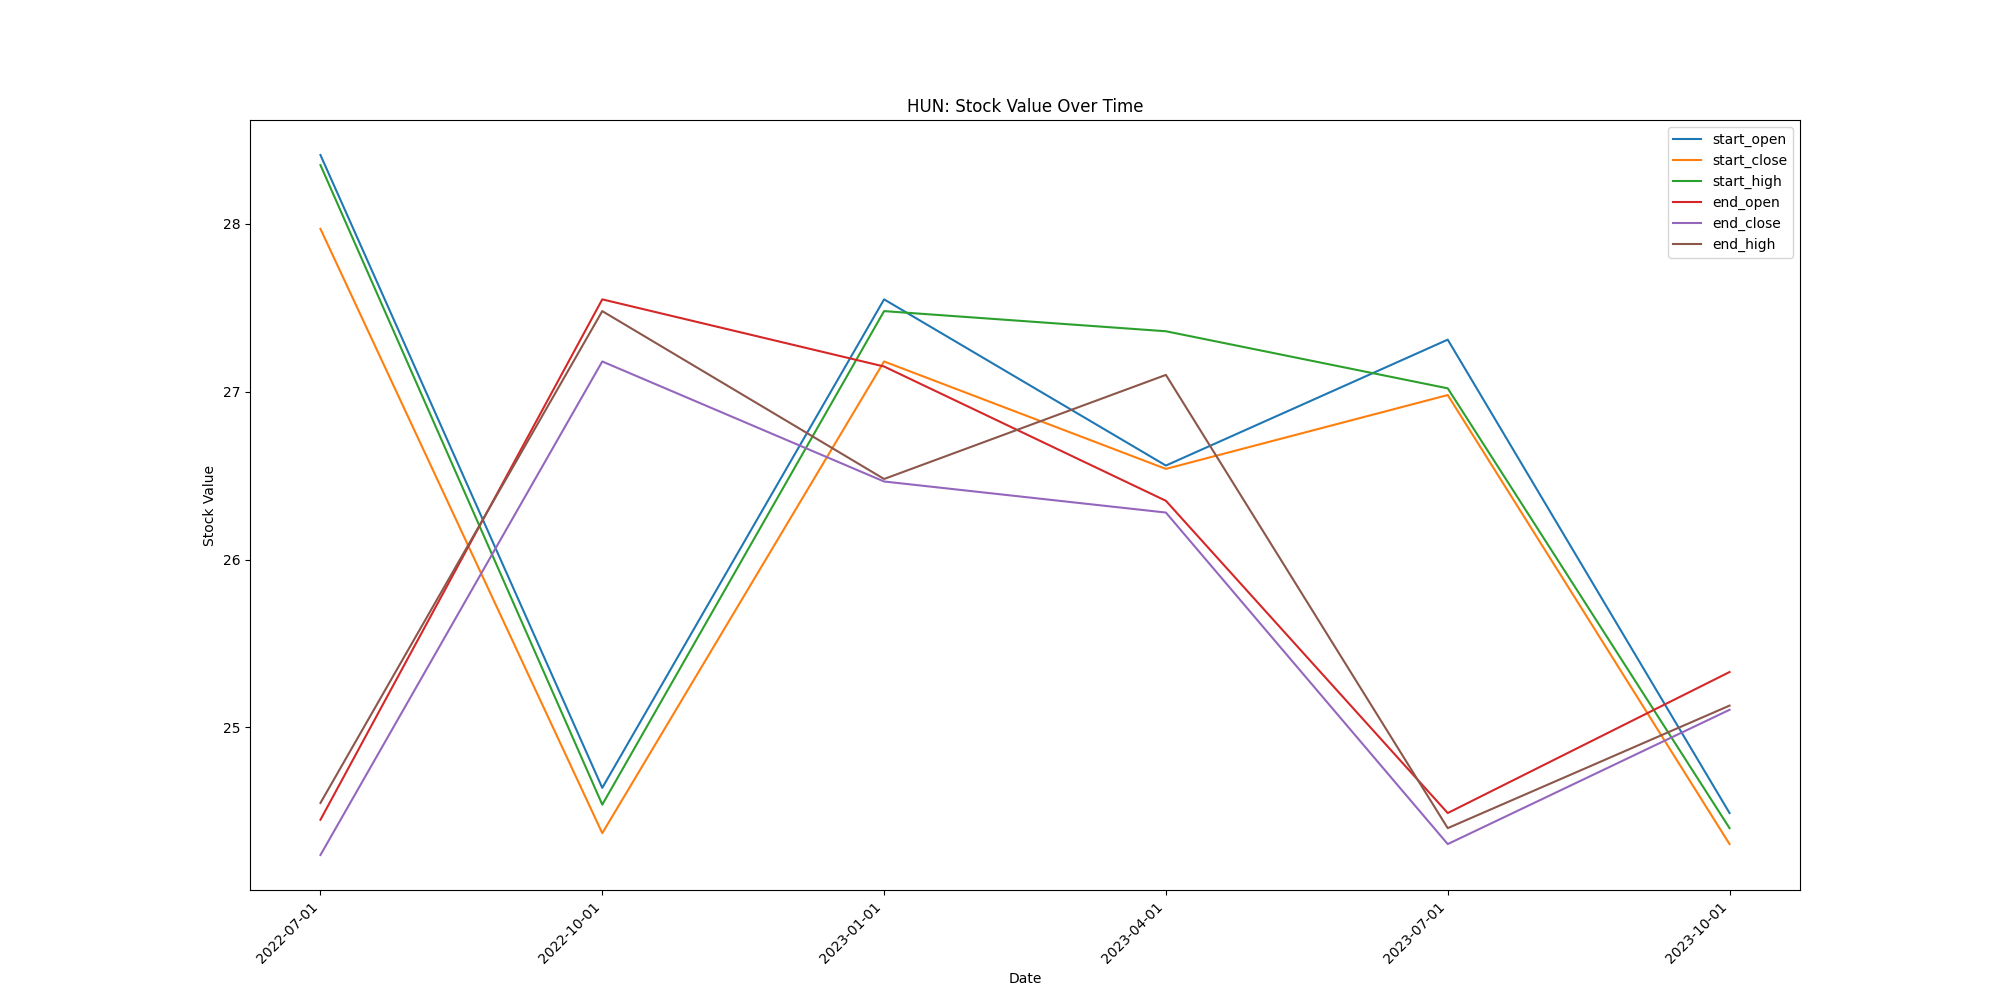 HUN: Stock Value Over Time
start_open
start_close
start_high
end_open
end_close
end_high
Stock Value
28
27
26
25
2022-07-01
2022-10-01
2023-01-01
2023-04-01
2023-07-01
2023-10-01
Date